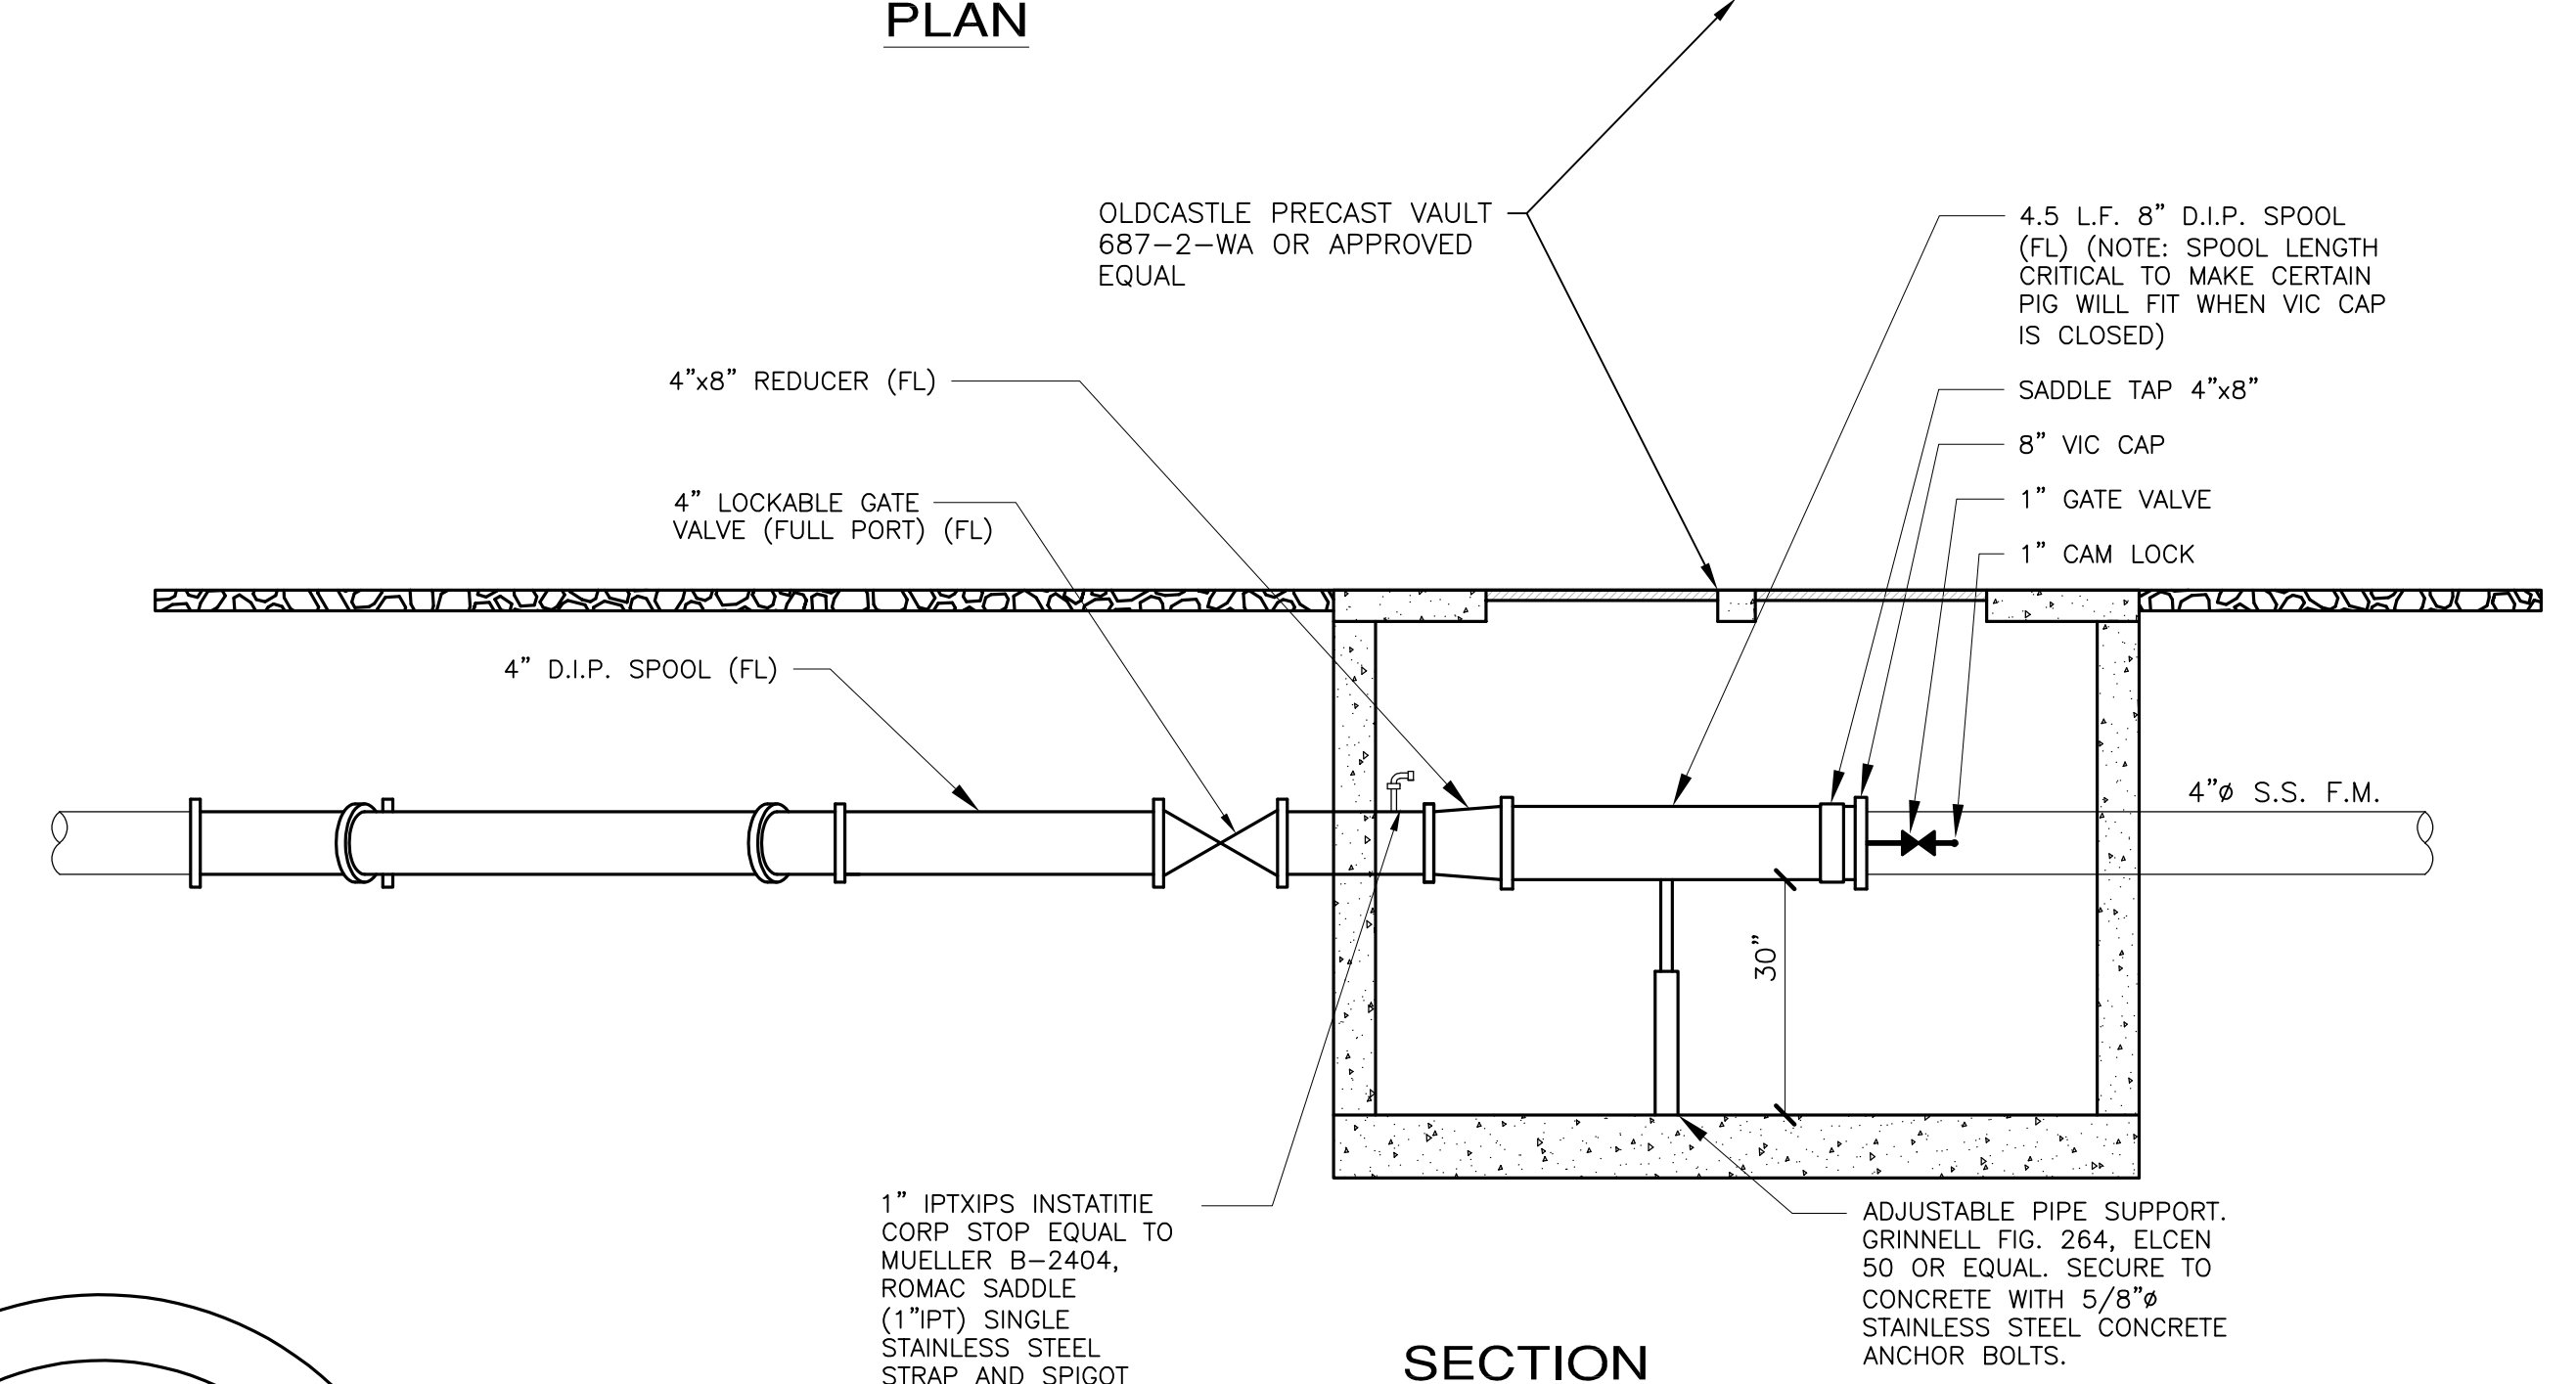 PLAN
OLDCASTLE PRECAST VAULT
687-2-WA OR APPROVED
EQUAL
4.5 L.F. 8" D.I.P. SPOOL
(FL) (NOTE: SPOOL LENGTH
CRITICAL TO MAKE CERTAIN
PIG WILL FIT WHEN VIC CAP
IS CLOSED)
4"x8" REDUCER (FL)
SADDLE TAP 4"x8"
8" VIC CAP
4" LOCKABLE GATE
VALVE (FULL PORT) (FL)
1" GATE VALVE
1" CAM LOCK
4" D.I.P. SPOOL (FL)
4"ø S.S. F.M.
30"
1" IPTXIPS INSTATITIE
CORP STOP EQUAL TO
MUELLER B-2404,
ROMAC SADDLE
(1"IPT) SINGLE
STAINLESS STEEL
STRAP AND SPIGOT
ADJUSTABLE PIPE SUPPORT.
GRINNELL FIG. 264, ELCEN
50 OR EQUAL. SECURE TO
CONCRETE WITH 5/8"ø
STAINLESS STEEL CONCRETE
ANCHOR BOLTS.
SECTION